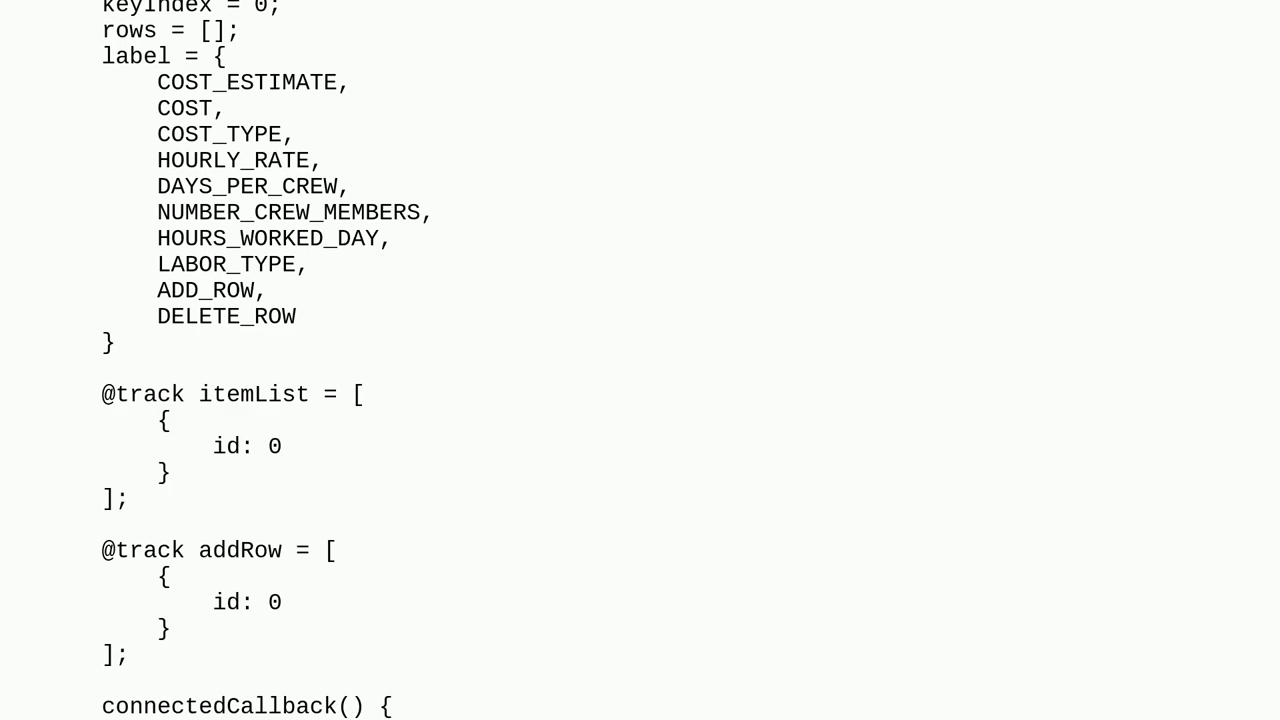 keyIndex = 0;
rows = [];
label = {
    COST_ESTIMATE,
    COST,
    COST_TYPE,
    HOURLY_RATE,
    DAYS_PER_CREW,
    NUMBER_CREW_MEMBERS,
    HOURS_WORKED_DAY,
    LABOR_TYPE,
    ADD_ROW,
    DELETE_ROW
}

@track itemList = [
    {
        id: 0
    }
];

@track addRow = [
    {
        id: 0
    }
];

connectedCallback() {